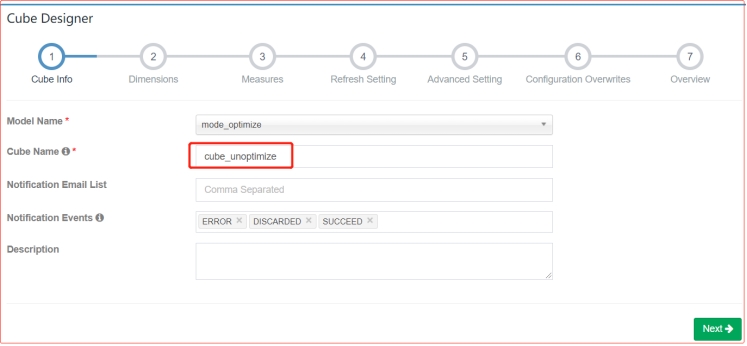 Cube Designer
1 2 3 4 5 6 7
Cube Info Dimensions Measures Refresh Setting Advanced Setting Configuration Overwrites Overview
Model Name * mode_optimize
Cube Name * cube_unoptimize
Notification Email List Comma Separated
Notification Events ERROR × DISCARDED × SUCCEED ×
Description
Next →